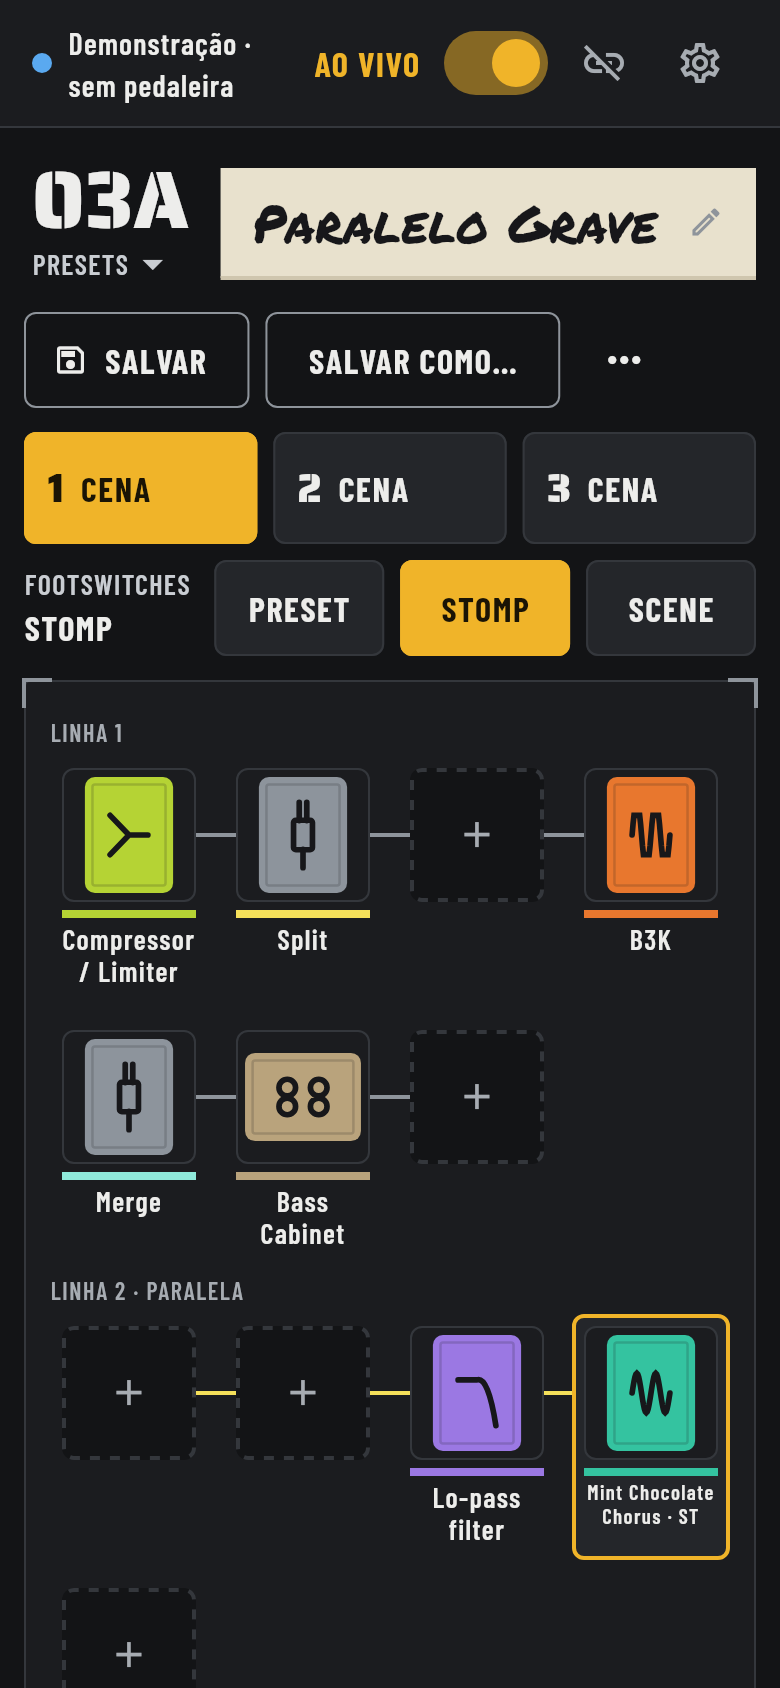 Demonstração ·
sem pedaleira
AO VIVO
03A
PRESETS
Paralelo Grave
SALVAR
SALVAR COMO...
1 CENA
2 CENA
3 CENA
FOOTSWITCHES
STOMP
PRESET
STOMP
SCENE
LINHA 1
Compressor
/ Limiter
Split
B3K
Merge
Bass
Cabinet
LINHA 2 · PARALELA
Lo-pass
filter
Mint Chocolate
Chorus · ST